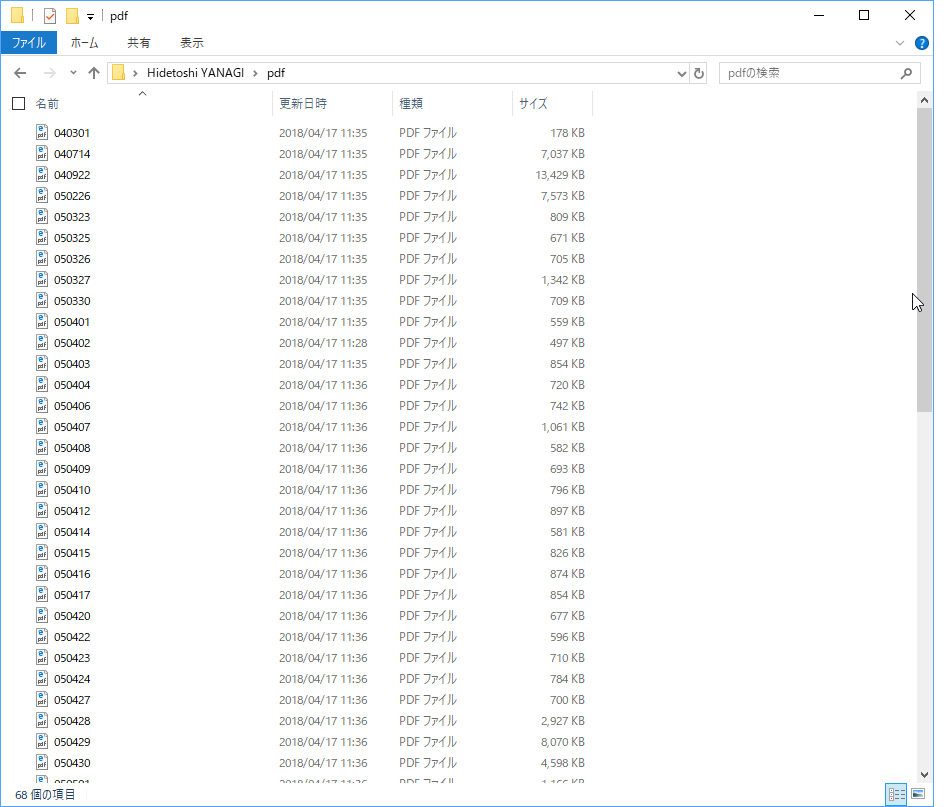 pdf
ファイル ホーム 共有 表示
Hidetoshi YANAGI pdf pdfの検索
名前 更新日時 種類 サイズ
040301 2018/04/17 11:35 PDF ファイル 178 KB
040714 2018/04/17 11:35 PDF ファイル 7,037 KB
040922 2018/04/17 11:35 PDF ファイル 13,429 KB
050226 2018/04/17 11:35 PDF ファイル 7,573 KB
050323 2018/04/17 11:35 PDF ファイル 809 KB
050325 2018/04/17 11:35 PDF ファイル 671 KB
050326 2018/04/17 11:35 PDF ファイル 705 KB
050327 2018/04/17 11:35 PDF ファイル 1,342 KB
050330 2018/04/17 11:35 PDF ファイル 709 KB
050401 2018/04/17 11:35 PDF ファイル 559 KB
050402 2018/04/17 11:28 PDF ファイル 497 KB
050403 2018/04/17 11:35 PDF ファイル 854 KB
050404 2018/04/17 11:36 PDF ファイル 720 KB
050406 2018/04/17 11:36 PDF ファイル 742 KB
050407 2018/04/17 11:36 PDF ファイル 1,061 KB
050408 2018/04/17 11:36 PDF ファイル 582 KB
050409 2018/04/17 11:36 PDF ファイル 693 KB
050410 2018/04/17 11:36 PDF ファイル 796 KB
050412 2018/04/17 11:36 PDF ファイル 897 KB
050414 2018/04/17 11:36 PDF ファイル 581 KB
050415 2018/04/17 11:36 PDF ファイル 826 KB
050416 2018/04/17 11:36 PDF ファイル 874 KB
050417 2018/04/17 11:36 PDF ファイル 854 KB
050420 2018/04/17 11:36 PDF ファイル 677 KB
050422 2018/04/17 11:36 PDF ファイル 596 KB
050423 2018/04/17 11:36 PDF ファイル 710 KB
050424 2018/04/17 11:36 PDF ファイル 784 KB
050427 2018/04/17 11:36 PDF ファイル 700 KB
050428 2018/04/17 11:36 PDF ファイル 2,927 KB
050429 2018/04/17 11:36 PDF ファイル 8,070 KB
050430 2018/04/17 11:36 PDF ファイル 4,598 KB
68 個の項目